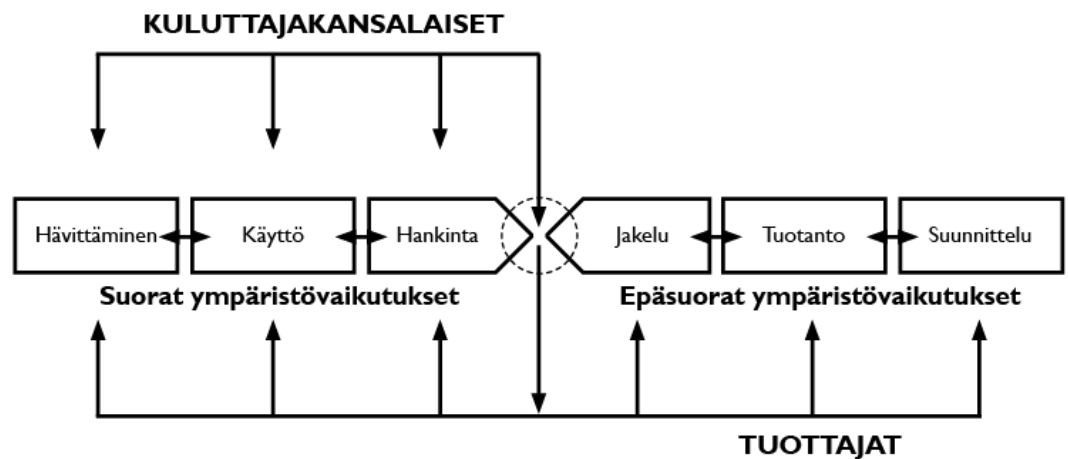 KULUTTAJAKANSALAISET
Hävittäminen
Käyttö
Hankinta
Jakelu
Tuotanto
Suunnittelu
Suorat ympäristövaikutukset
Epäsuorat ympäristövaikutukset
TUOTTAJAT